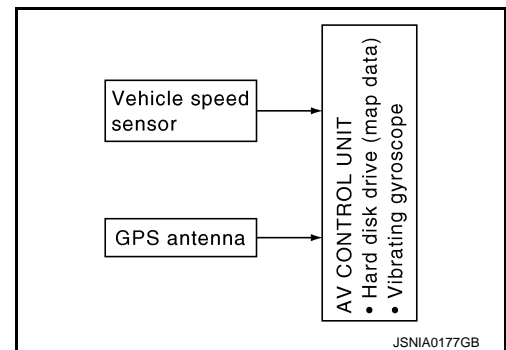 Vehicle speed
sensor
GPS antenna
AV CONTROL UNIT
• Hard disk drive (map data)
• Vibrating gyroscope
JSNIA0177GB